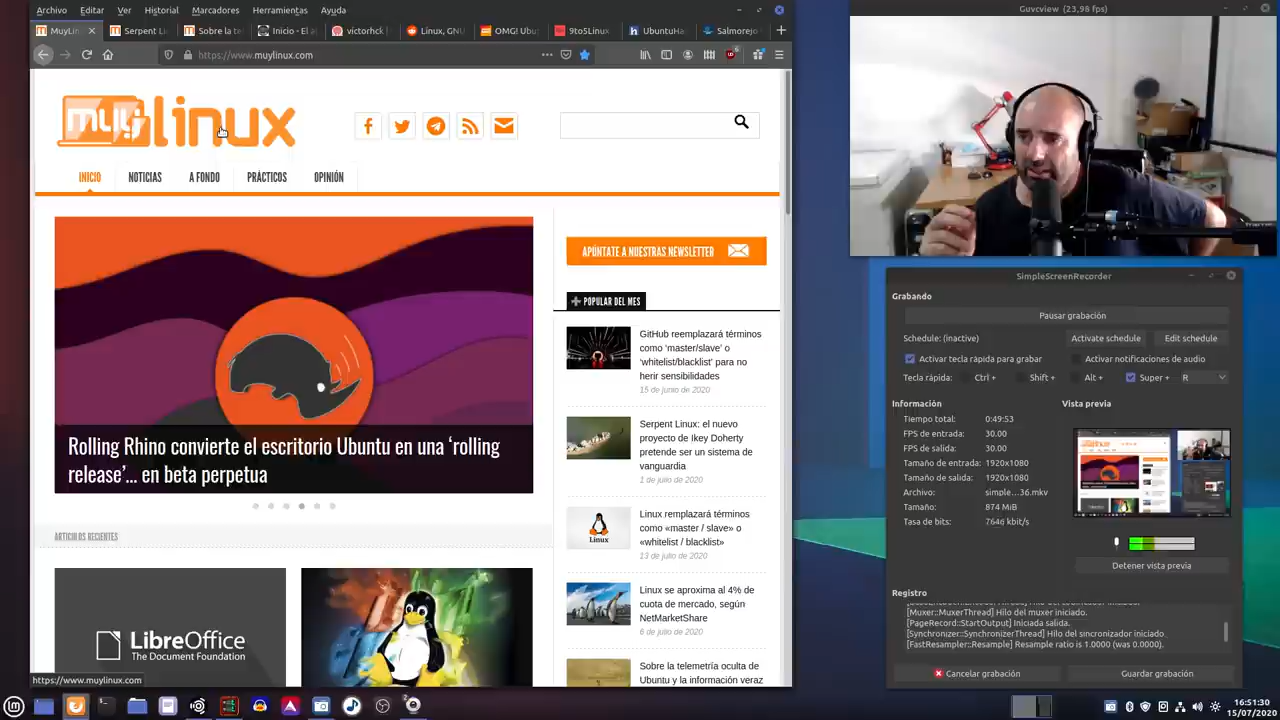 Archivo Editar Ver Historial Marcadores Herramientas Ayuda
MuyLin Serpent Li Sobre la te Inicio - El a victorhck Linux, GNU OMG! Ub 9to5Linux UbuntuHa Salmorejo
https://www.muylinux.com
muylinux
INICIO NOTICIAS A FONDO PRÁCTICOS OPINIÓN
Rolling Rhino convierte el escritorio Ubuntu en una ‘rolling
release’... en beta perpetua
ARTICULOS RECIENTES
LibreOffice
The Document Foundation
https://www.muylinux.com
APÚNTATE A NUESTRAS NEWSLETTER
POPULAR DEL MES
GitHub reemplazará términos
como ‘master/slave’ o
‘whitelist/blacklist’ para no
herir sensibilidades
15 de junio de 2020
Serpent Linux: el nuevo
proyecto de Ikey Doherty
pretende ser un sistema de
vanguardia
1 de julio de 2020
Linux
Linux remplazará términos
como «master / slave» o
«whitelist / blacklist»
13 de julio de 2020
Linux se aproxima al 4% de
cuota de mercado, según
NetMarketShare
6 de julio de 2020
Sobre la telemetría oculta de
Ubuntu y la información veraz
Guvcview (23,98 fps)
SimpleScreenRecorder
Grabando
Pausar grabación
Schedule: (inactive) Activate schedule Edit schedule
Activar tecla rápida para grabar Activar notificaciones de audio
Tecla rápida: Ctrl + Shift + Alt + Super + R
Información Vista previa
Tiempo total: 0:49:53
FPS de entrada: 30.00
FPS de salida: 30.00
Tamaño de entrada: 1920x1080
Tamaño de salida: 1920x1080
Archivo: simple...36.mkv
Tamaño: 874 MiB
Tasa de bits: 7646 kbit/s
Detener vista previa
Registro
[Muxer::MuxerThread] Hilo del muxer iniciado.
[PageRecord::StartOutput] Iniciada salida.
[Synchronizer::SynchronizerThread] Hilo del sincronizador iniciado.
[FastResampler::Resample] Resample ratio is 1.0000 (was 0.0000).
Cancelar grabación Guardar grabación
16:51:30
15/07/2020